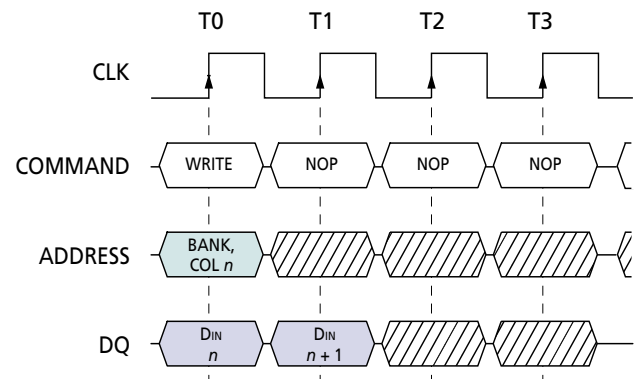 T0 T1 T2 T3
CLK
COMMAND WRITE NOP NOP NOP
ADDRESS BANK,
COL n
DQ DIN DIN
n n + 1